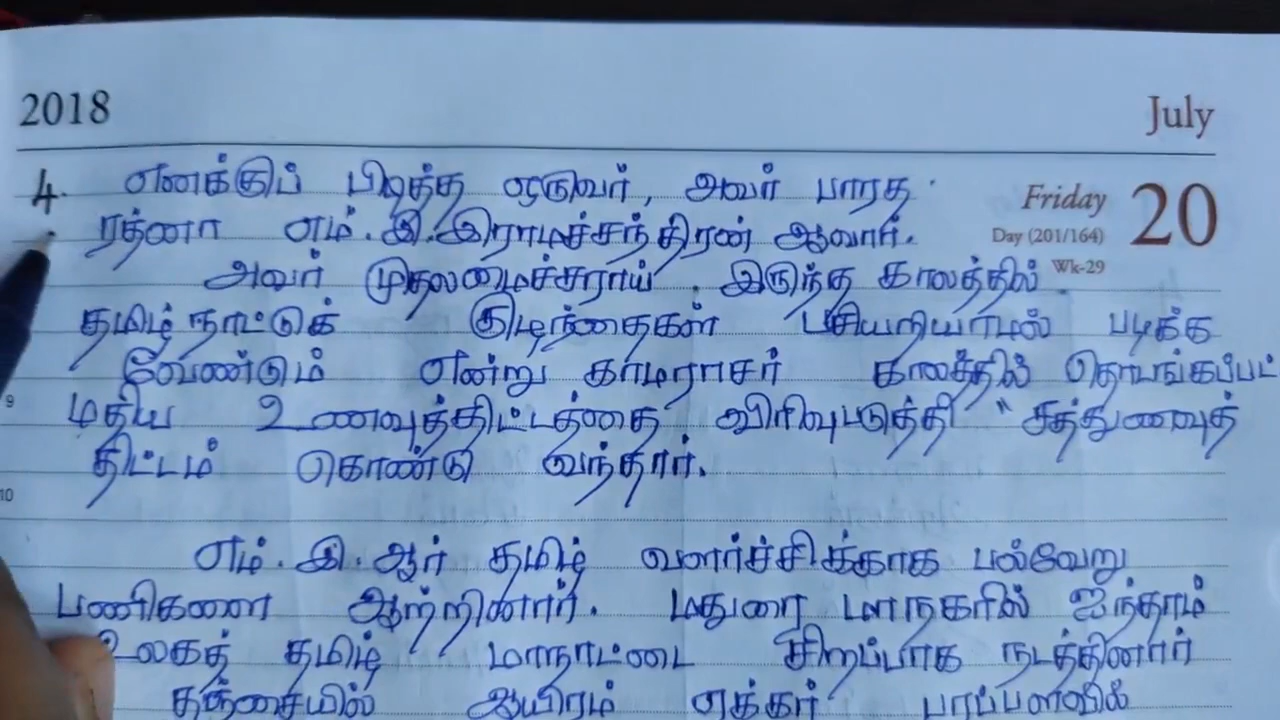 2018
July
4. எனக்குப் பிடித்த ஒருவர், அவர் பாரத
Friday 20
ரத்னா எம்.ஜி.இராமச்சந்திரன் ஆவார்.
Day (201/164)
அவர் முதலமைச்சராய் இருந்த காலத்தில்
Wk-29
தமிழ்நாட்டுக் குழந்தைகள் பசியறியாமல் படிக்க
வேண்டும் என்று காமராசர் காலத்தில் தொடங்கப்பட்
9
மதிய உணவுத்திட்டத்தை விரிவுபடுத்தி "சத்துணவுத்
திட்டம் கொண்டு வந்தார்.
10
எம்.ஜி.ஆர் தமிழ் வளர்ச்சிக்காக பல்வேறு
பணிகளை ஆற்றினார். மதுரை மாநகரில் ஐந்தாம்
உலகத் தமிழ் மாநாட்டை சிறப்பாக நடத்தினார்
தஞ்சையில் ஆயிரம் ஏக்கர் பரப்பளவில்